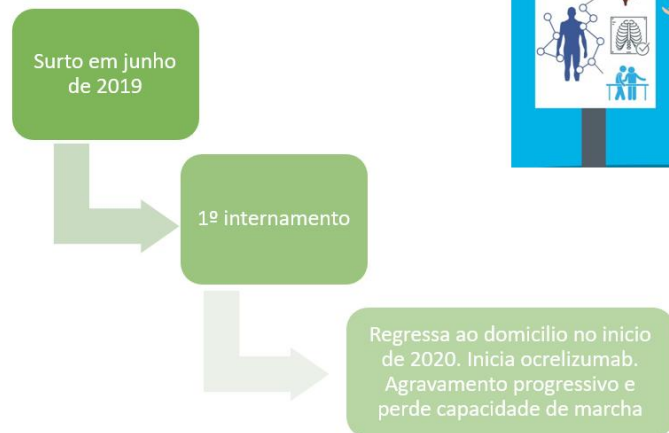 Surto em junho
de 2019
1º internamento
Regressa ao domicilio no inicio
de 2020. Inicia ocrelizumab.
Agravamento progressivo e
perde capacidade de marcha